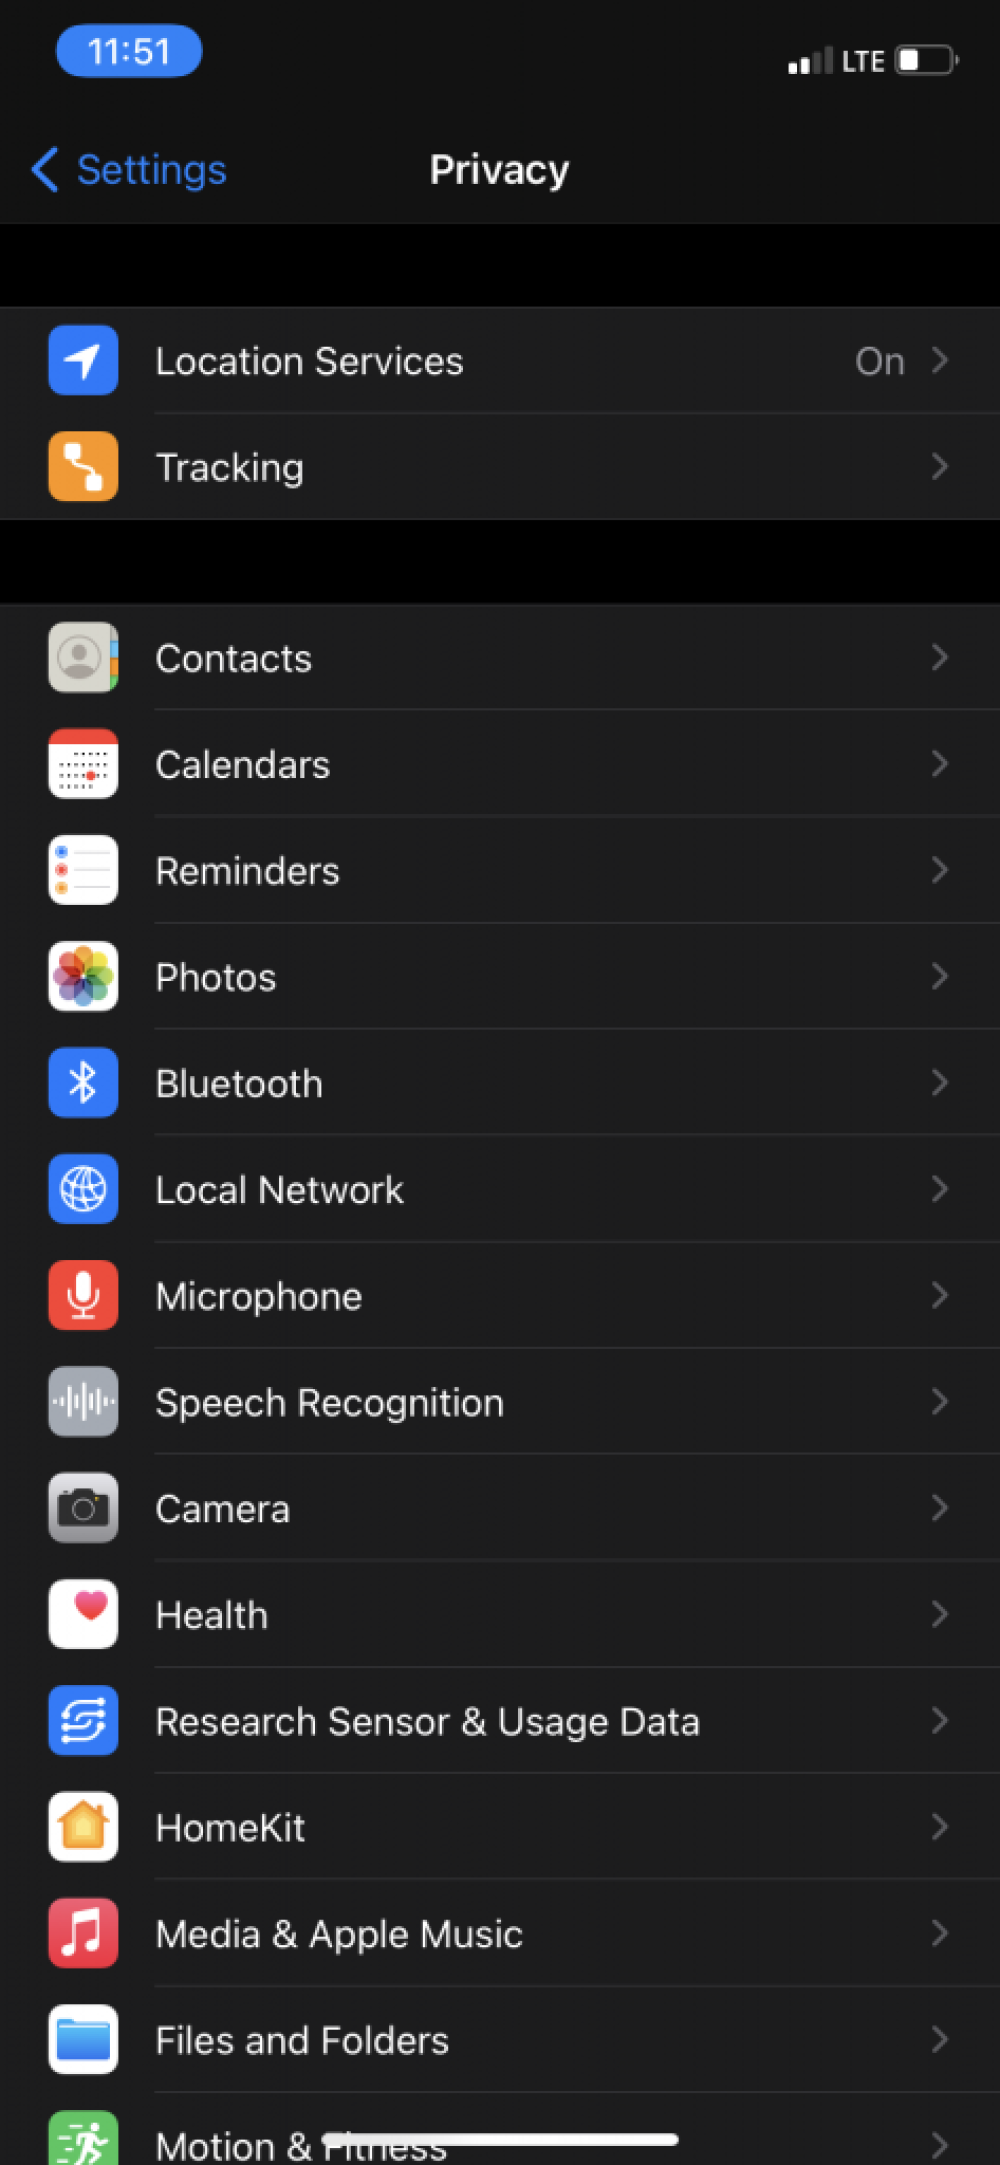 11:51
LTE
Settings
Privacy
Location Services
On
Tracking
Contacts
Calendars
Reminders
Photos
Bluetooth
Local Network
Microphone
Speech Recognition
Camera
Health
Research Sensor & Usage Data
HomeKit
Media & Apple Music
Files and Folders
Motion & Fitness